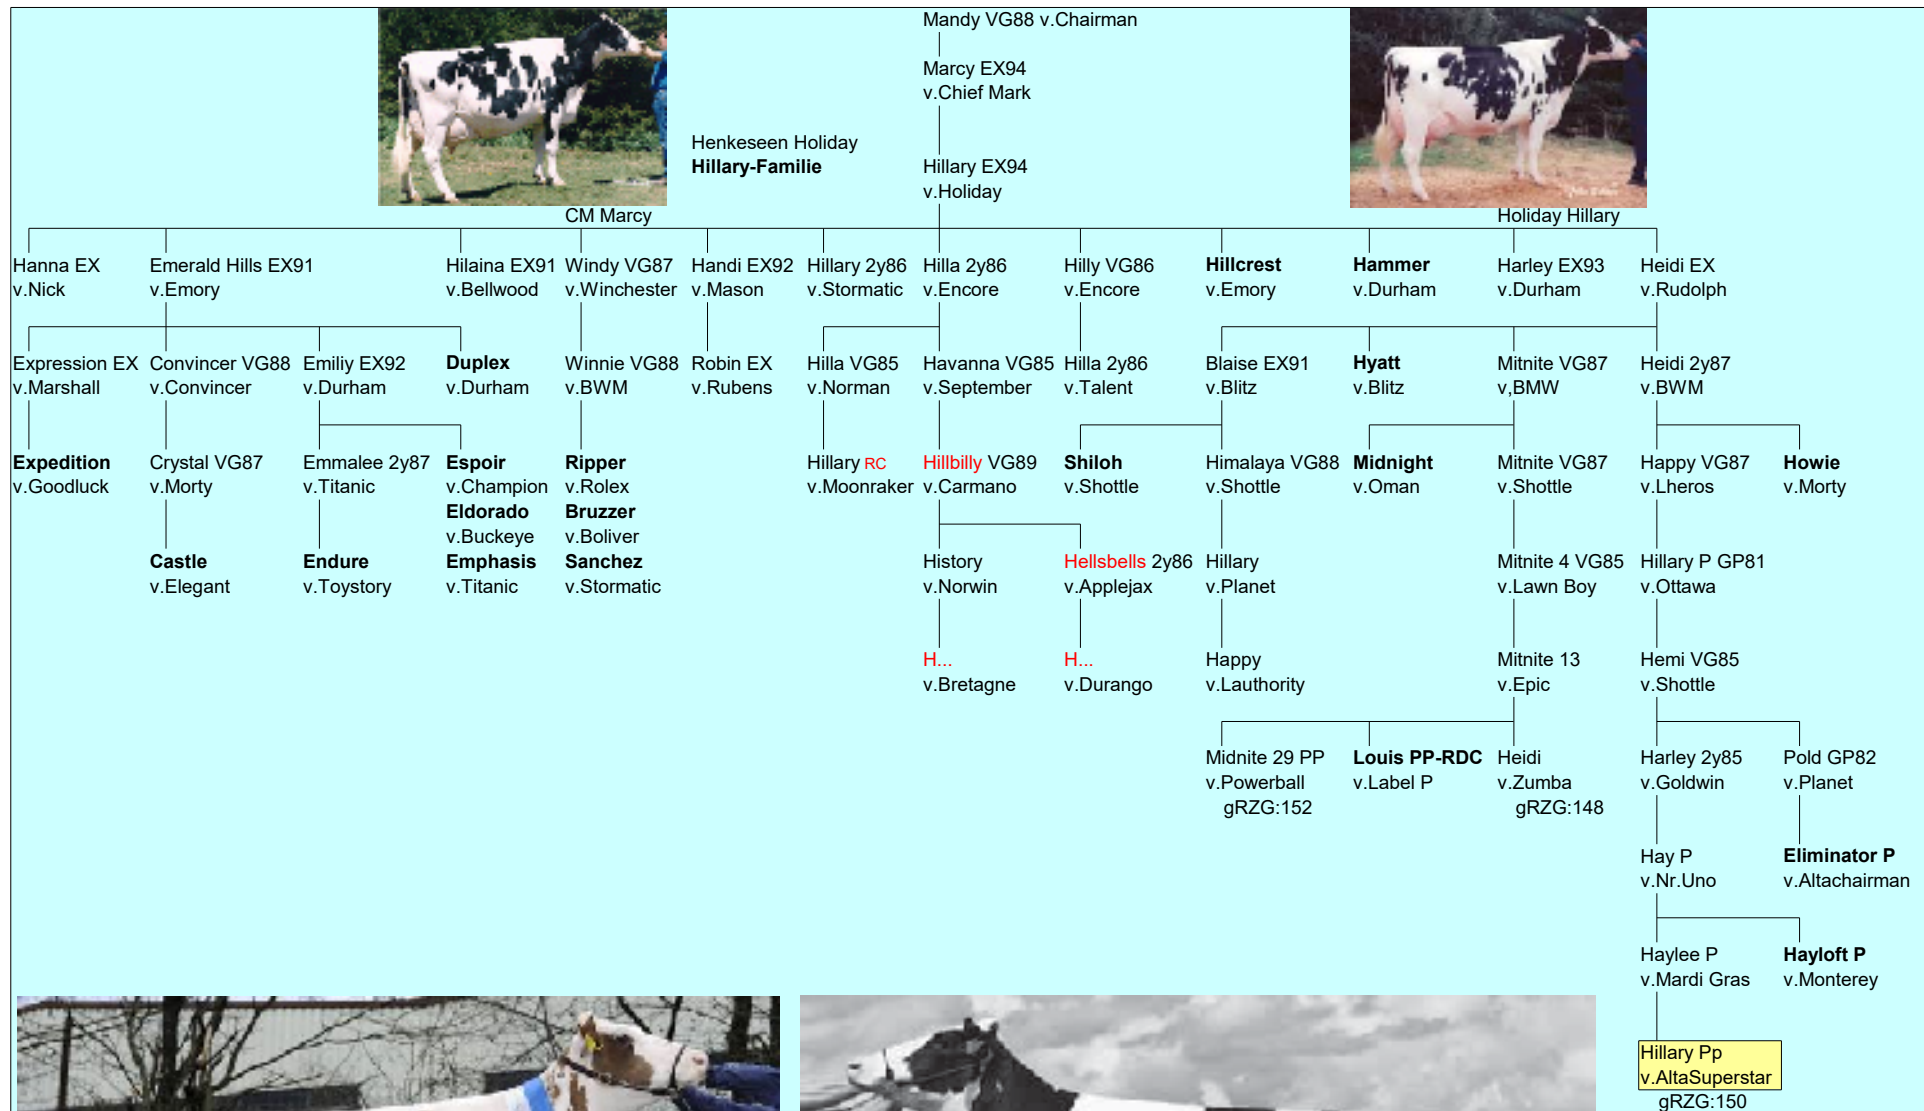 Mandy VG88 v.Chairman
Marcy EX94
v.Chief Mark
Henkeseen Holiday
Hillary-Familie
Hillary EX94
v.Holiday
CM Marcy
Holiday Hillary
Hanna EX
v.Nick
Emerald Hills EX91
v.Emory
Hilaina EX91
v.Bellwood
Windy VG87
v.Winchester
Handi EX92
v.Mason
Hillary 2y86
v.Stormatic
Hilla 2y86
v.Encore
Hilly VG86
v.Encore
Hillcrest
v.Emory
Hammer
v.Durham
Harley EX93
v.Durham
Heidi EX
v.Rudolph
Expression EX
v.Marshall
Convincer VG88
v.Convincer
Emiliy EX92
v.Durham
Duplex
v.Durham
Winnie VG88
v.BWM
Robin EX
v.Rubens
Hilla VG85
v.Norman
Havanna VG85
v.September
Hilla 2y86
v.Talent
Blaise EX91
v.Blitz
Hyatt
v.Blitz
Mitnite VG87
v,BMW
Heidi 2y87
v.BWM
Expedition
v.Goodluck
Crystal VG87
v.Morty
Emmalee 2y87
v.Titanic
Espoir
v.Champion
Eldorado
v.Buckeye
Emphasis
v.Titanic
Ripper
v.Rolex
Bruzzer
v.Boliver
Sanchez
v.Stormatic
Hillary RC
v.Moonraker
Hillbilly VG89
v.Carmano
Shiloh
v.Shottle
Himalaya VG88
v.Shottle
Midnight
v.Oman
Mitnite VG87
v.Shottle
Happy VG87
v.Lheros
Howie
v.Morty
Castle
v.Elegant
Endure
v.Toystory
History
v.Norwin
Hellsbells 2y86
v.Applejax
Hillary
v.Planet
Mitnite 4 VG85
v.Lawn Boy
Hillary P GP81
v.Ottawa
H...
v.Bretagne
H...
v.Durango
Happy
v.Lauthority
Mitnite 13
v.Epic
Hemi VG85
v.Shottle
Midnite 29 PP
v.Powerball
gRZG:152
Louis PP-RDC
v.Label P
Heidi
v.Zumba
gRZG:148
Harley 2y85
v.Goldwin
Pold GP82
v.Planet
Hay P
v.Nr.Uno
Eliminator P
v.Altachairman
Haylee P
v.Mardi Gras
Hayloft P
v.Monterey
Hillary Pp
v.AltaSuperstar
gRZG:150